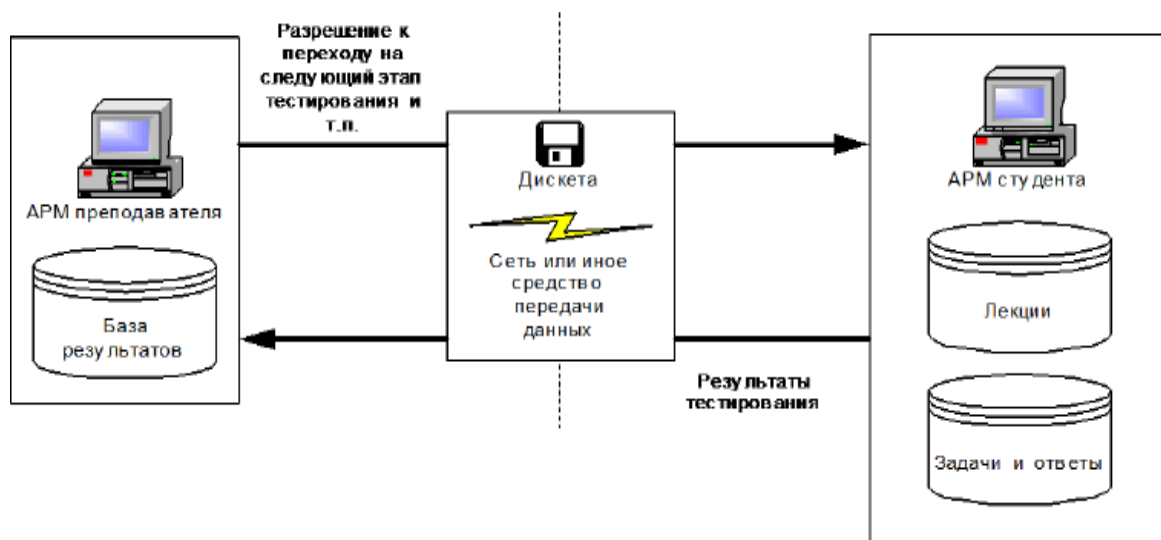 Разрешение к
переходу на
следующий этап
тестирования и
т.п.
АРМ преподавателя
База
результатов
Дискета
Сеть или иное
средство
передачи
данных
Результаты
тестирования
АРМ студента
Лекции
Задачи и ответы